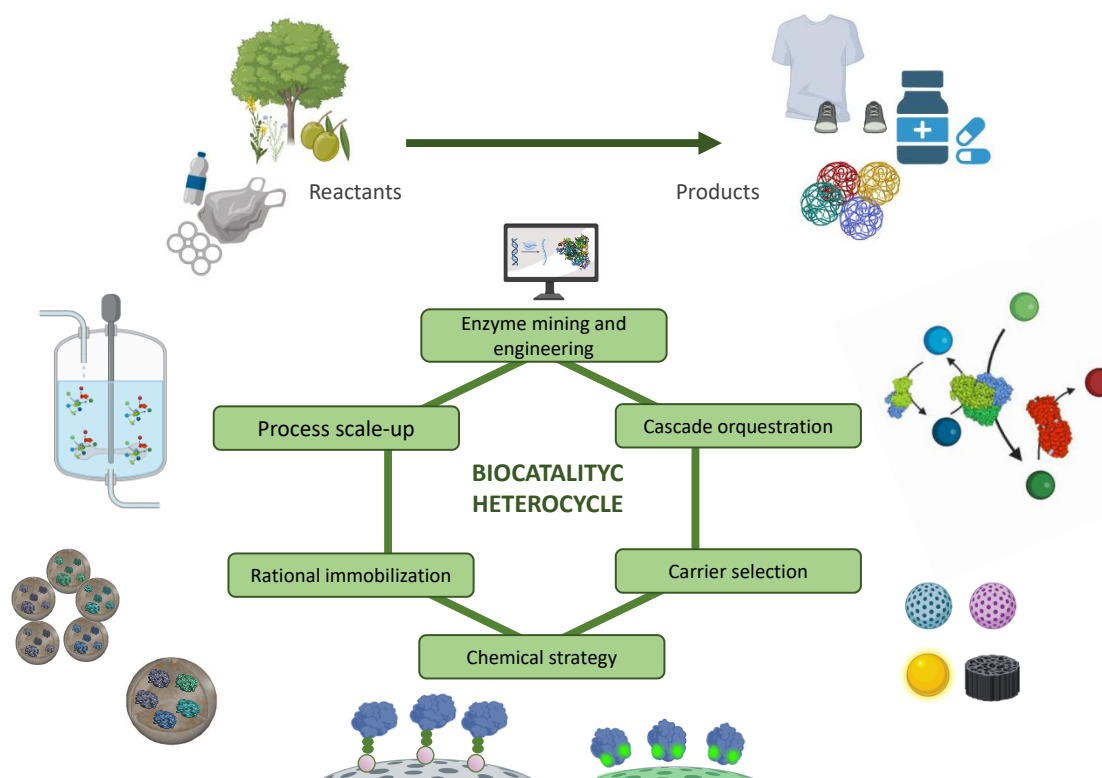 Reactants
Products
Enzyme mining and
engineering
Process scale-up
Cascade orquestration
BIOCATALITYC
HETEROCYCLE
Rational immobilization
Carrier selection
Chemical strategy